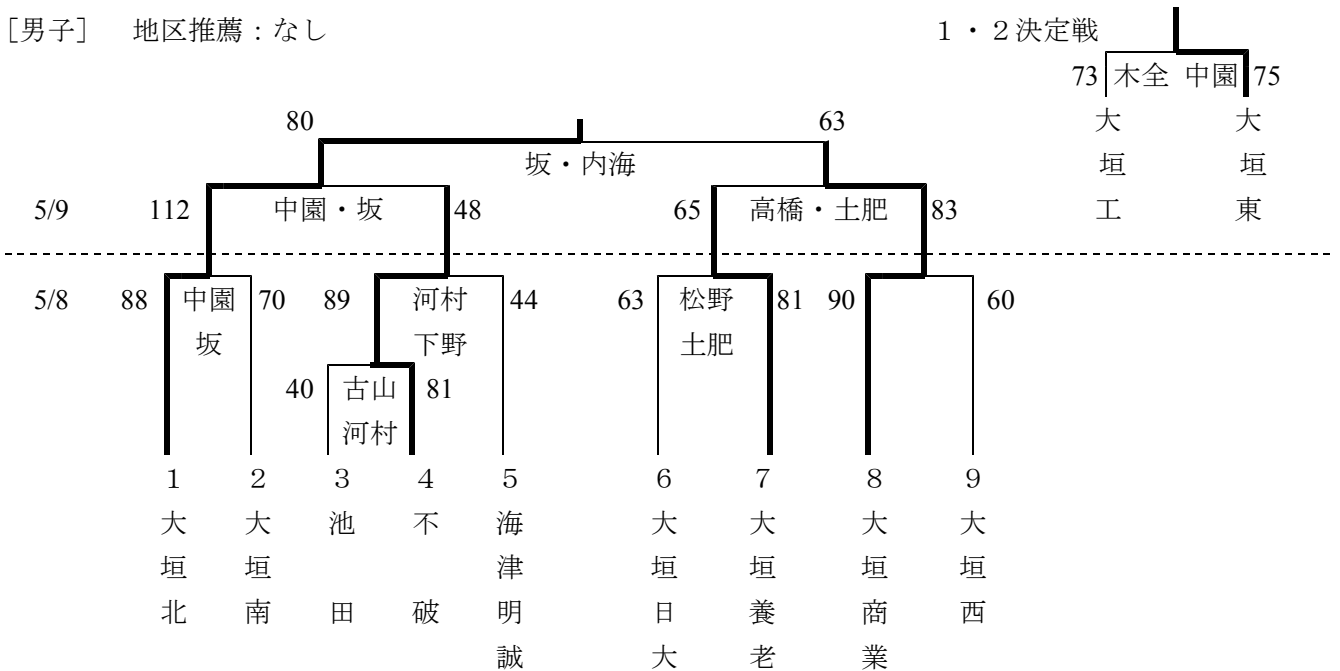 [男子]　地区推薦：なし
1・2決定戦
73 木全 中園 75
大垣工
大垣東
80 63
坂・内海
5/9 112 中園・坂 48 65 高橋・土肥 83
5/8 88 中園 70 89 河村 44 63 松野 81 90 60
坂 下野 土肥
40 古山 81
河村
1 2 3 4 5 6 7 8 9
大垣北
大垣南
池田
不破
海津明誠
大垣日大
大垣養老
大垣商業
大垣西